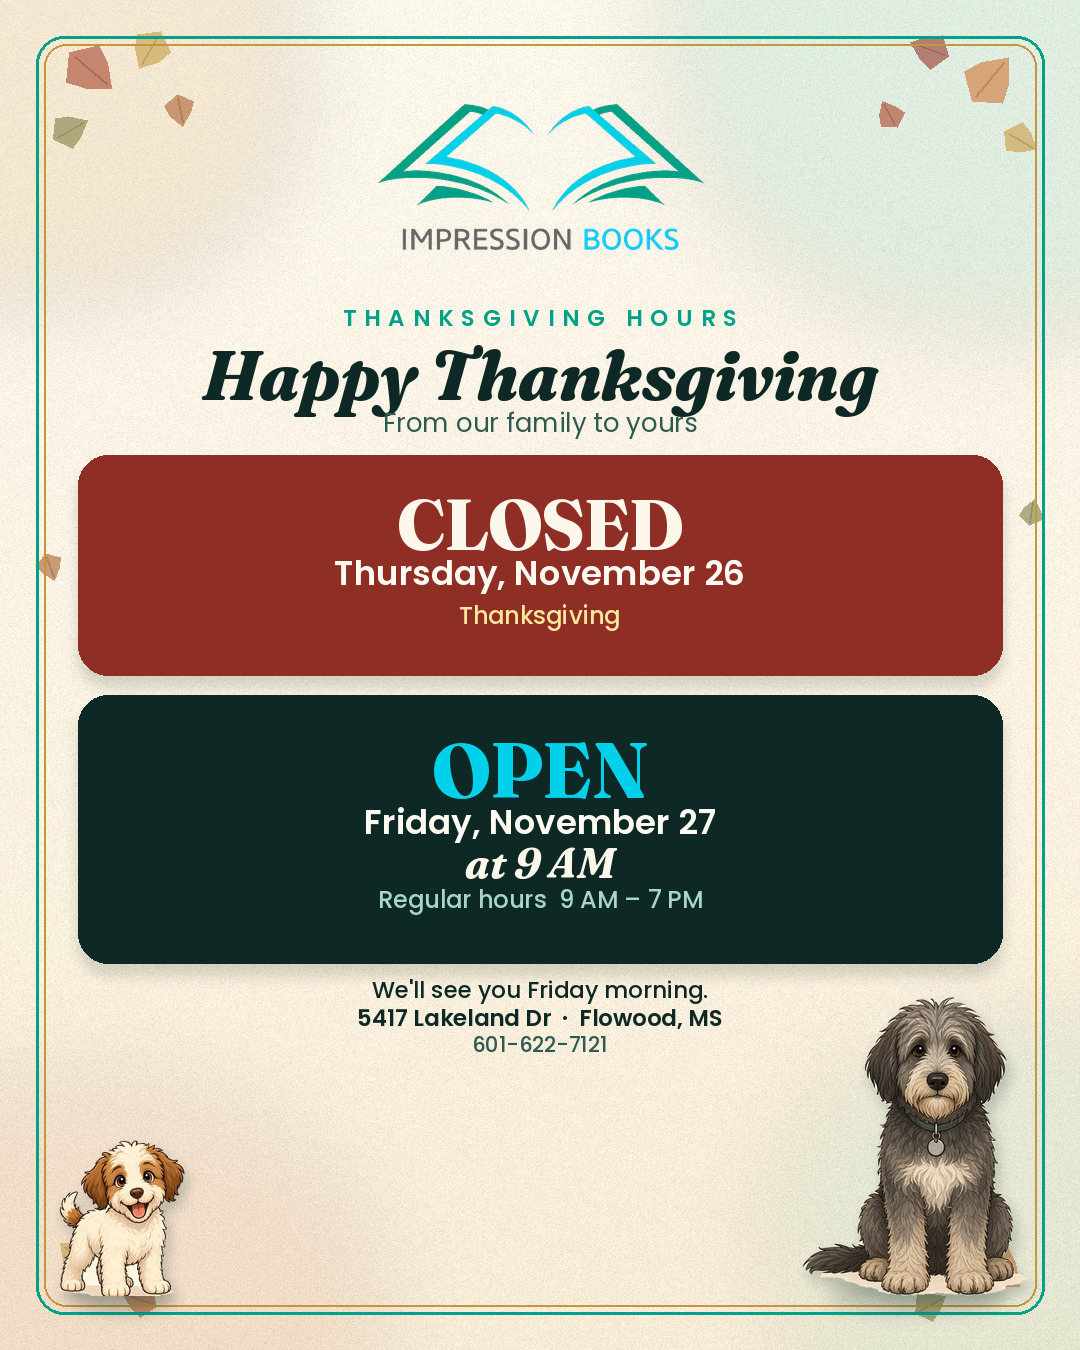 IMPRESSION BOOKS
THANKSGIVING HOURS
Happy Thanksgiving
From our family to yours
CLOSED
Thursday, November 26
Thanksgiving
OPEN
Friday, November 27
at 9 AM
Regular hours 9 AM – 7 PM
We'll see you Friday morning.
5417 Lakeland Dr · Flowood, MS
601-622-7121